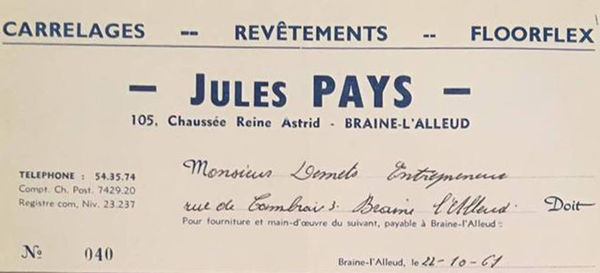 CARRELAGES -- REVÊTEMENTS -- FLOORFLEX
— JULES PAYS —
105, Chaussée Reine Astrid - BRAINE-L'ALLEUD
TELEPHONE : 54.35.74
Compt. Ch. Post. 7429.20
Registre com, Niv. 23.237
Monsieur Demets Entrepreneur
rue de Cambrai 3. Braine l'Alleud. Doit
Pour fourniture et main-d'œuvre du suivant, payable à Braine-l'Alleud :
No 040
Braine-l'Alleud, le 22-10-61